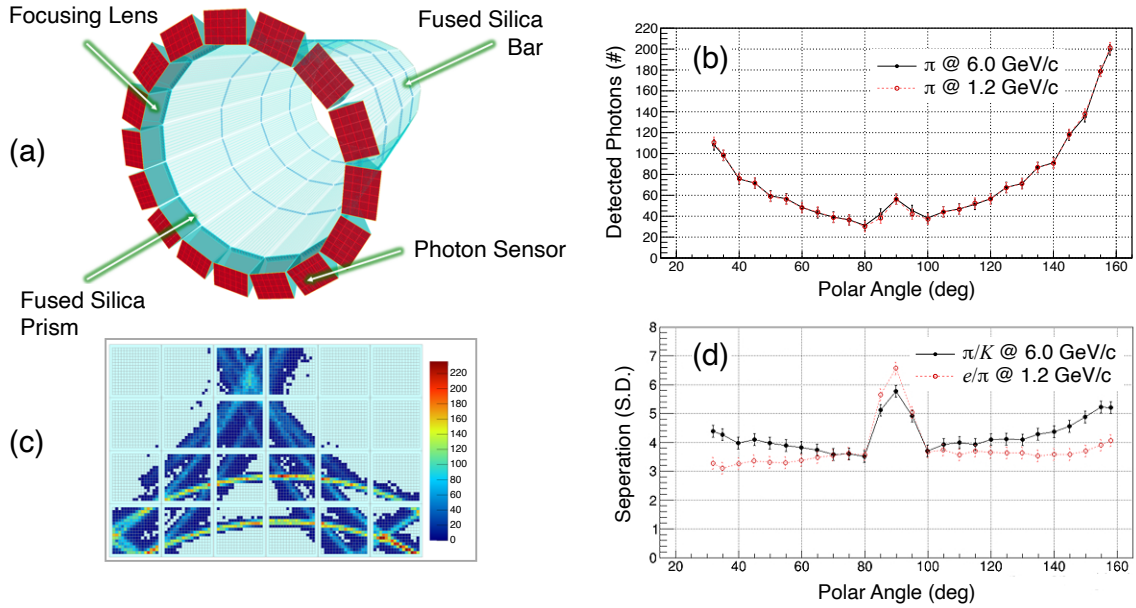 (a)
Focusing Lens
Fused Silica
Bar
Photon Sensor
Fused Silica
Prism
(b)
π @ 6.0 GeV/c
π @ 1.2 GeV/c
Detected Photons (#)
220
200
180
160
140
120
100
80
60
40
20
0
20 40 60 80 100 120 140 160
Polar Angle (deg)
(c)
220
200
180
160
140
120
100
80
60
40
20
0
(d)
π/K @ 6.0 GeV/c
e/π @ 1.2 GeV/c
Seperation (S.D.)
8
7
6
5
4
3
2
1
0
20 40 60 80 100 120 140 160
Polar Angle (deg)